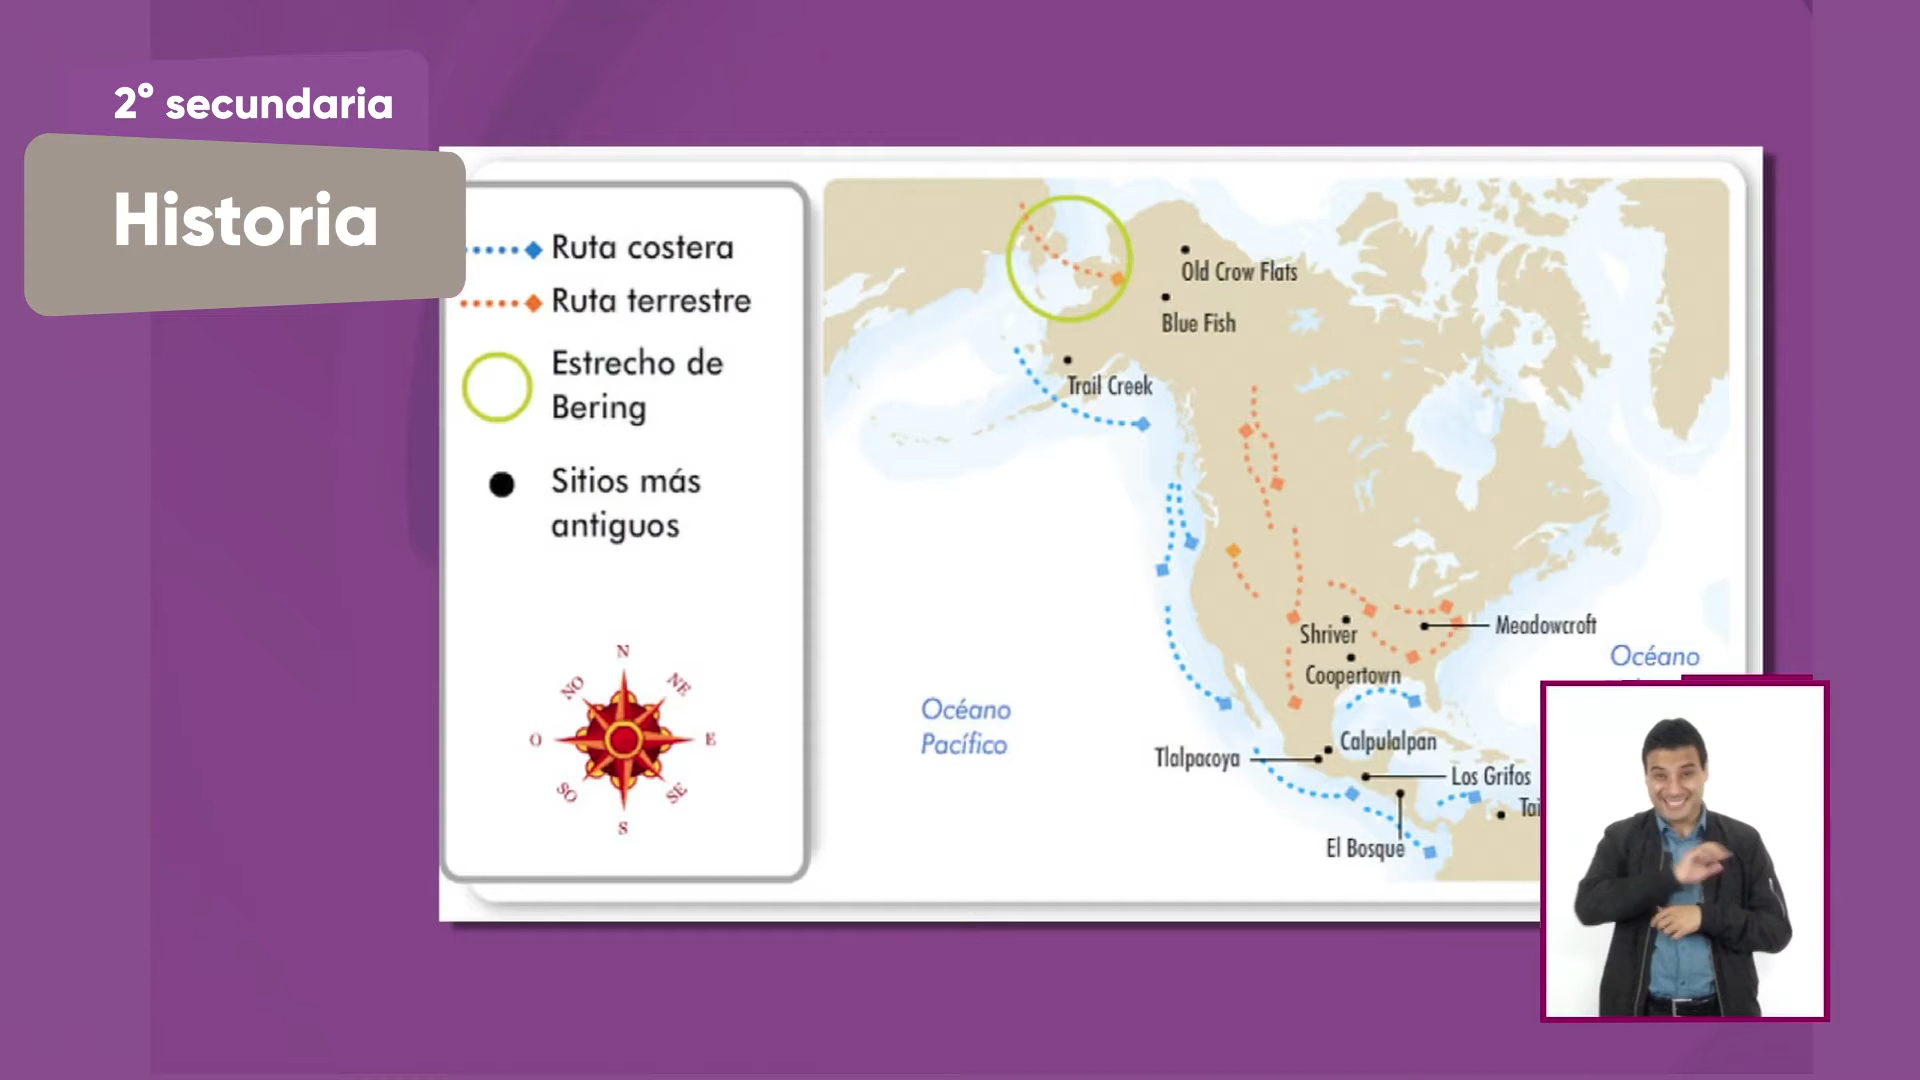 2° secundaria
Historia
Ruta costera
Ruta terrestre
Estrecho de
Bering
Sitios más
antiguos
N
NO
NE
O
E
SO
SE
S
Old Crow Flats
Blue Fish
Trail Creek
Shriver
Meadowcroft
Coopertown
Océano
Océano
Pacífico
Tlalpacoya
Calpulalpan
Los Grifos
El Bosque